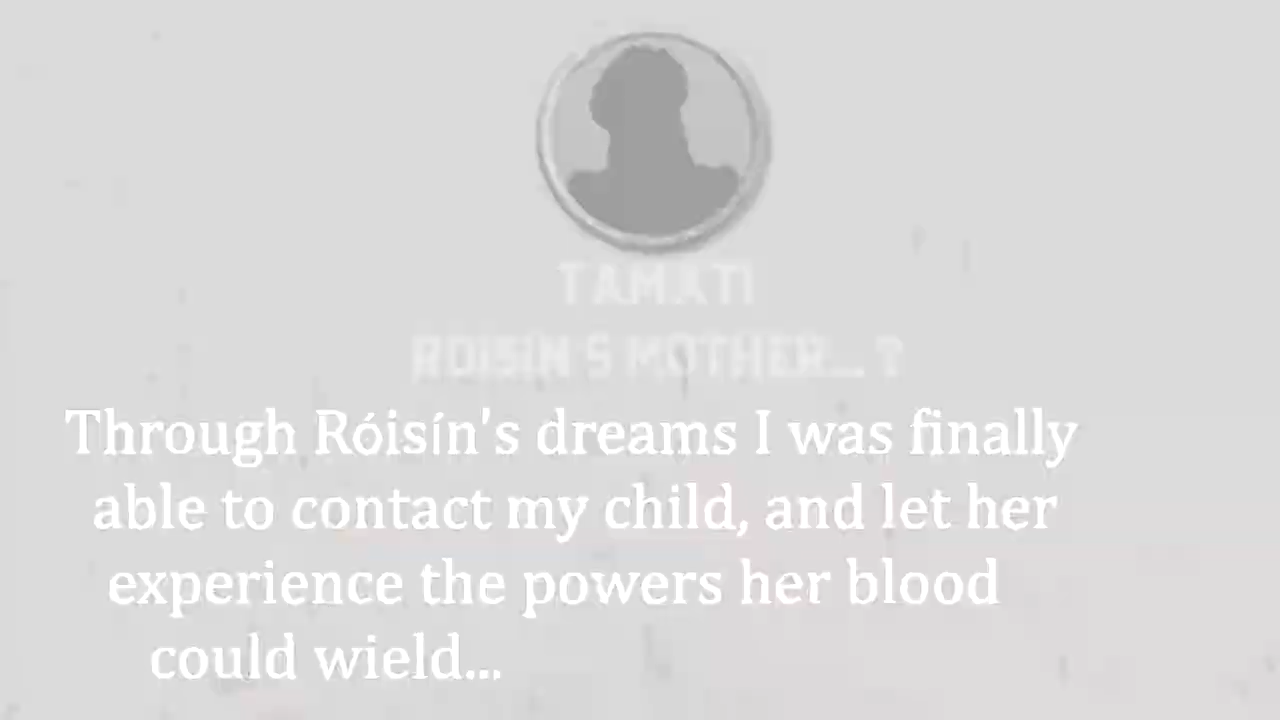 TAMATI
RÓISÍN'S MOTHER... ?
Through Róisín's dreams I was finally
able to contact my child, and let her
experience the powers her blood
could wield...